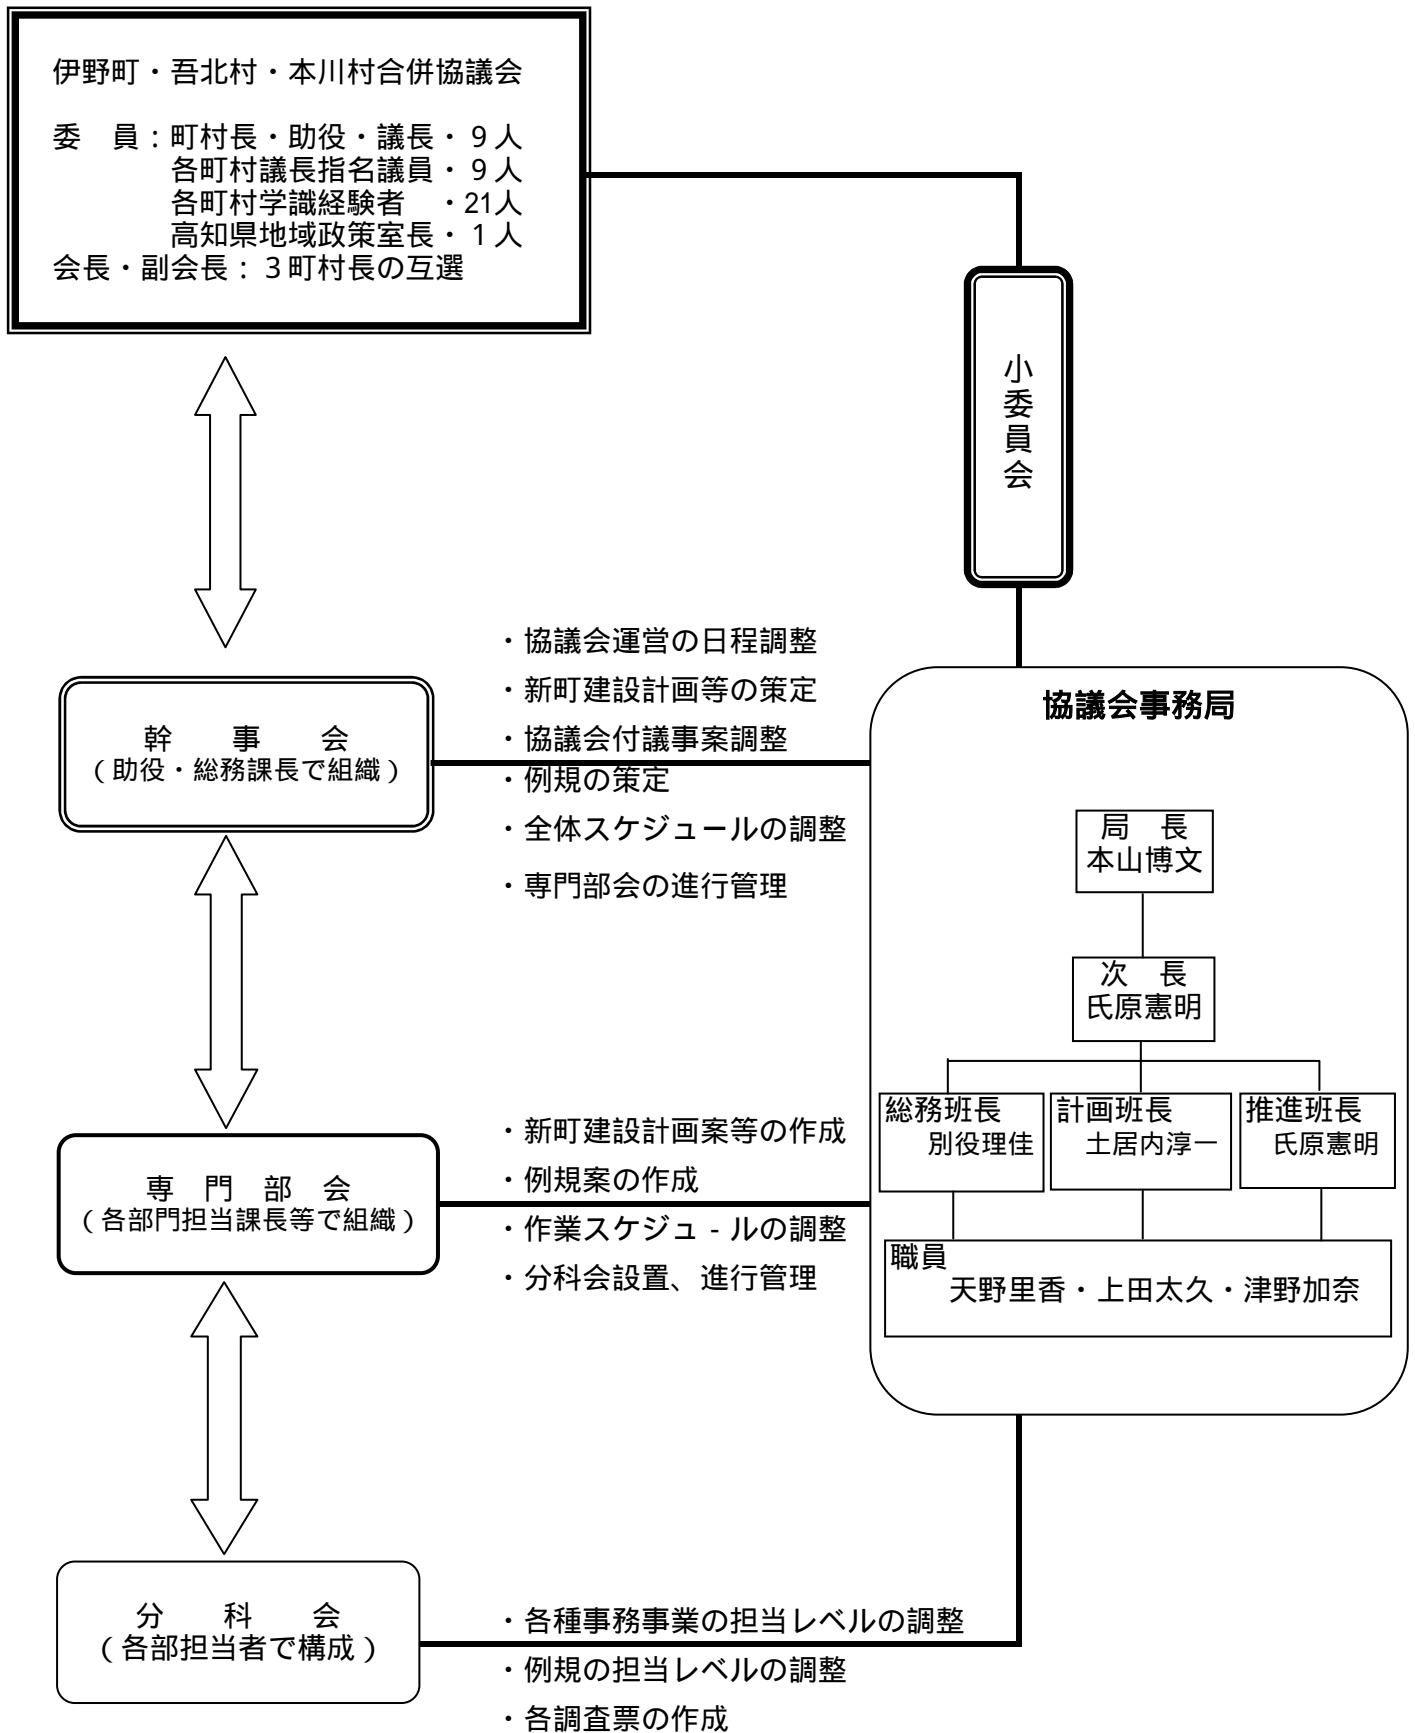 伊野町・吾北村・本川村合併協議会
委　員：町村長・助役・議長・９人
各町村議長指名議員・９人
各町村学識経験者　・21人
高知県地域政策室長・１人
会長・副会長：３町村長の互選
小委員会
・協議会運営の日程調整
・新町建設計画等の策定
・協議会付議事案調整
・例規の策定
・全体スケジュールの調整
・専門部会の進行管理
幹　事　会
（助役・総務課長で組織）
協議会事務局
局　長
本山博文
次　長
氏原憲明
総務班長
別役理佳
計画班長
土居内淳一
推進班長
氏原憲明
職員
天野里香・上田太久・津野加奈
専　門　部　会
（各部門担当課長等で組織）
・新町建設計画案等の作成
・例規案の作成
・作業スケジュ‐ルの調整
・分科会設置、進行管理
分　科　会
（各部担当者で構成）
・各種事務事業の担当レベルの調整
・例規の担当レベルの調整
・各調査票の作成